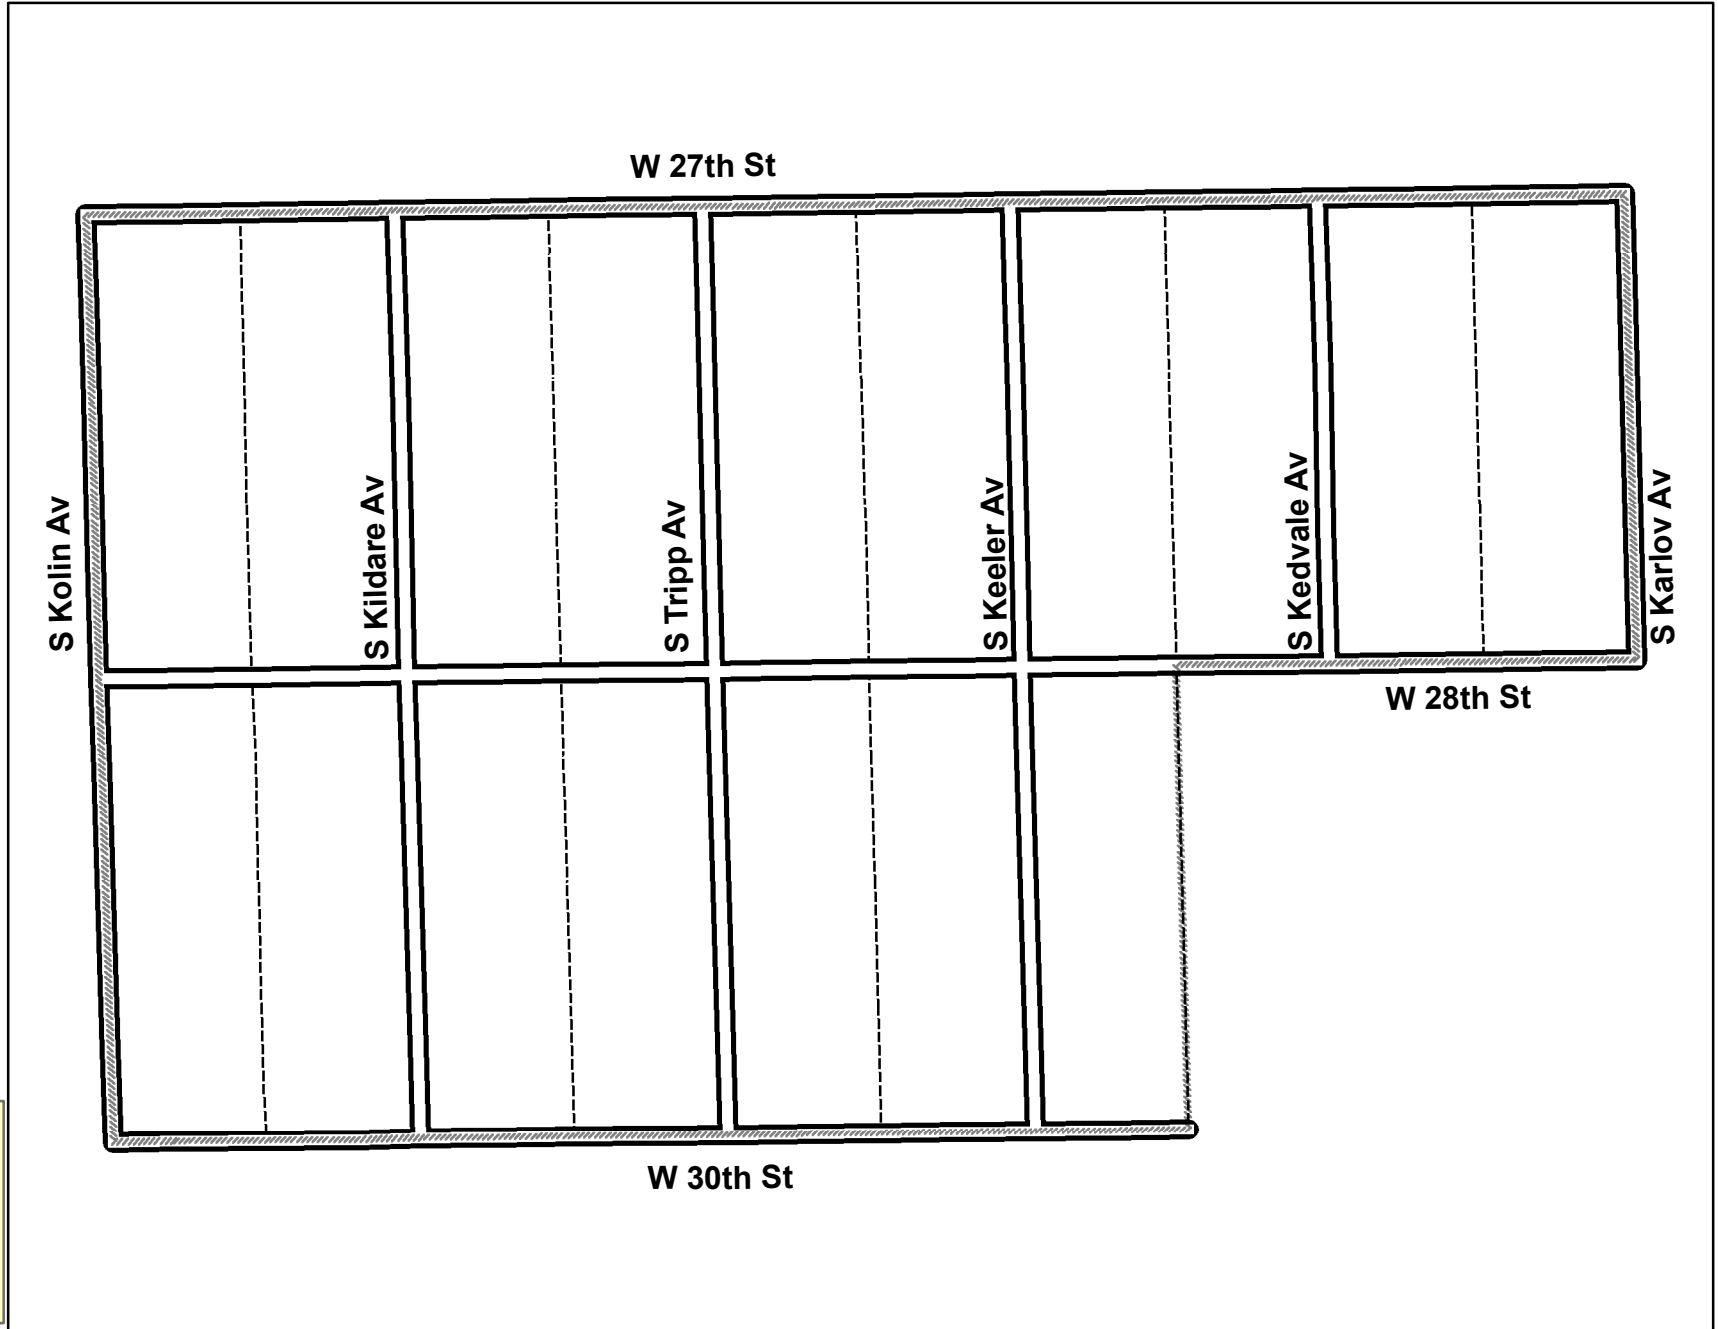 W 27th St
S Kolin Av
S Kildare Av
S Tripp Av
S Keeler Av
S Kedvale Av
S Karlov Av
W 28th St
W 30th St